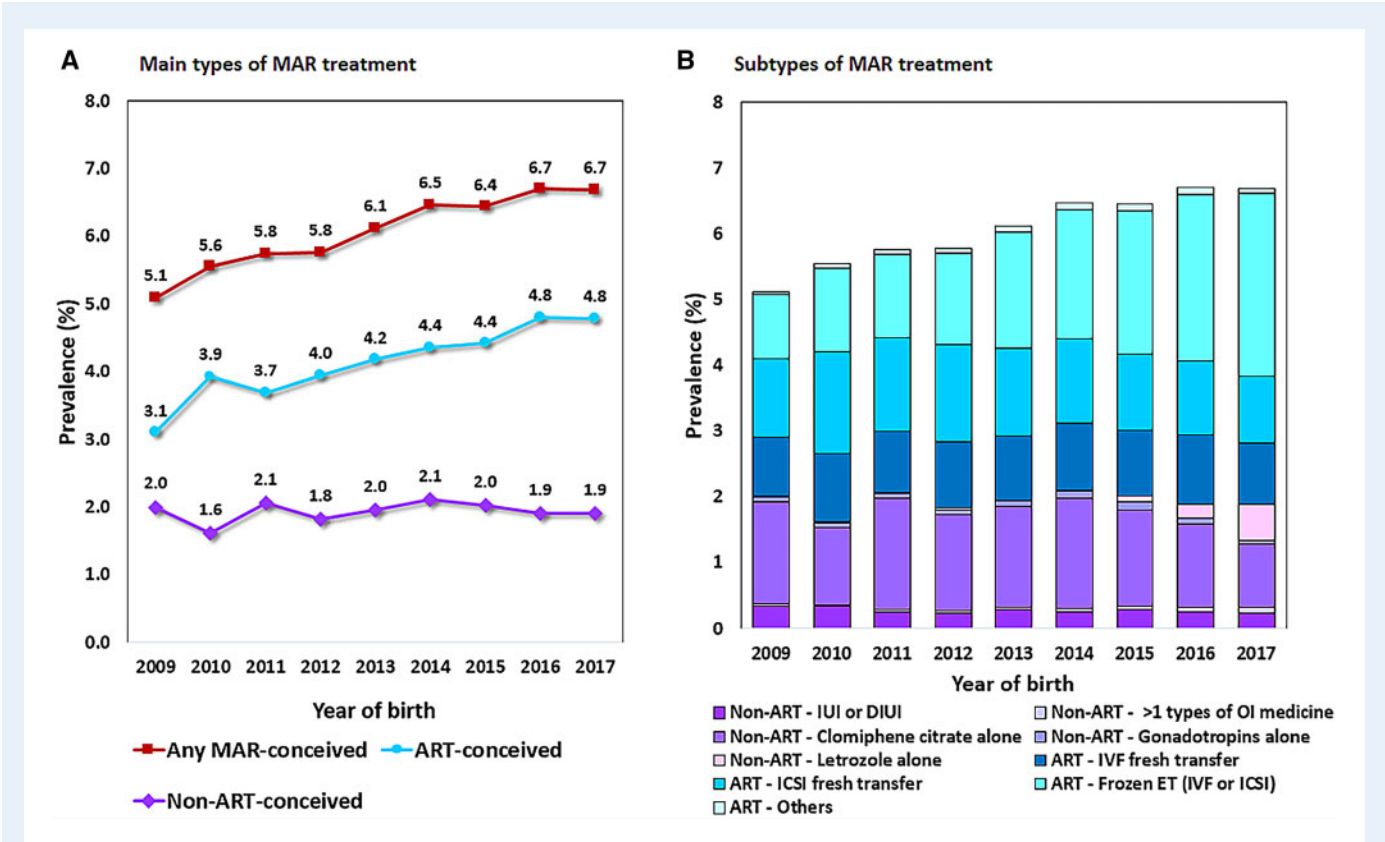 A Main types of MAR treatment
8.0
7.0
6.0
5.0
4.0
3.0
2.0
1.0
0.0
Prevalence (%)
5.1 5.6 5.8 5.8 6.1 6.5 6.4 6.7 6.7
3.1 3.9 3.7 4.0 4.2 4.4 4.4 4.8 4.8
2.0 1.6 2.1 1.8 2.0 2.1 2.0 1.9 1.9
2009 2010 2011 2012 2013 2014 2015 2016 2017
Year of birth
Any MAR-conceived ART-conceived
Non-ART-conceived
B Subtypes of MAR treatment
8
7
6
5
4
3
2
1
0
Prevalence (%)
2009 2010 2011 2012 2013 2014 2015 2016 2017
Year of birth
Non-ART - IUI or DIUI Non-ART - >1 types of OI medicine
Non-ART - Clomiphene citrate alone Non-ART - Gonadotropins alone
Non-ART - Letrozole alone ART - IVF fresh transfer
ART - ICSI fresh transfer ART - Frozen ET (IVF or ICSI)
ART - Others